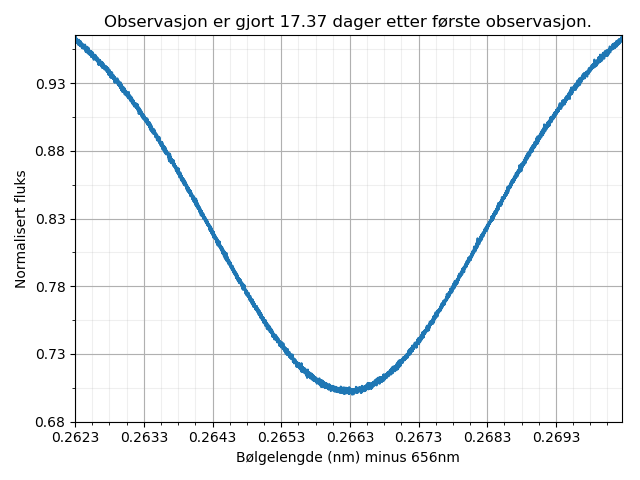 Observasjon er gjort 17.37 dager etter første observasjon.
Normalisert fluks
0.93
0.88
0.83
0.78
0.73
0.68
0.2623 0.2633 0.2643 0.2653 0.2663 0.2673 0.2683 0.2693
Bølgelengde (nm) minus 656nm